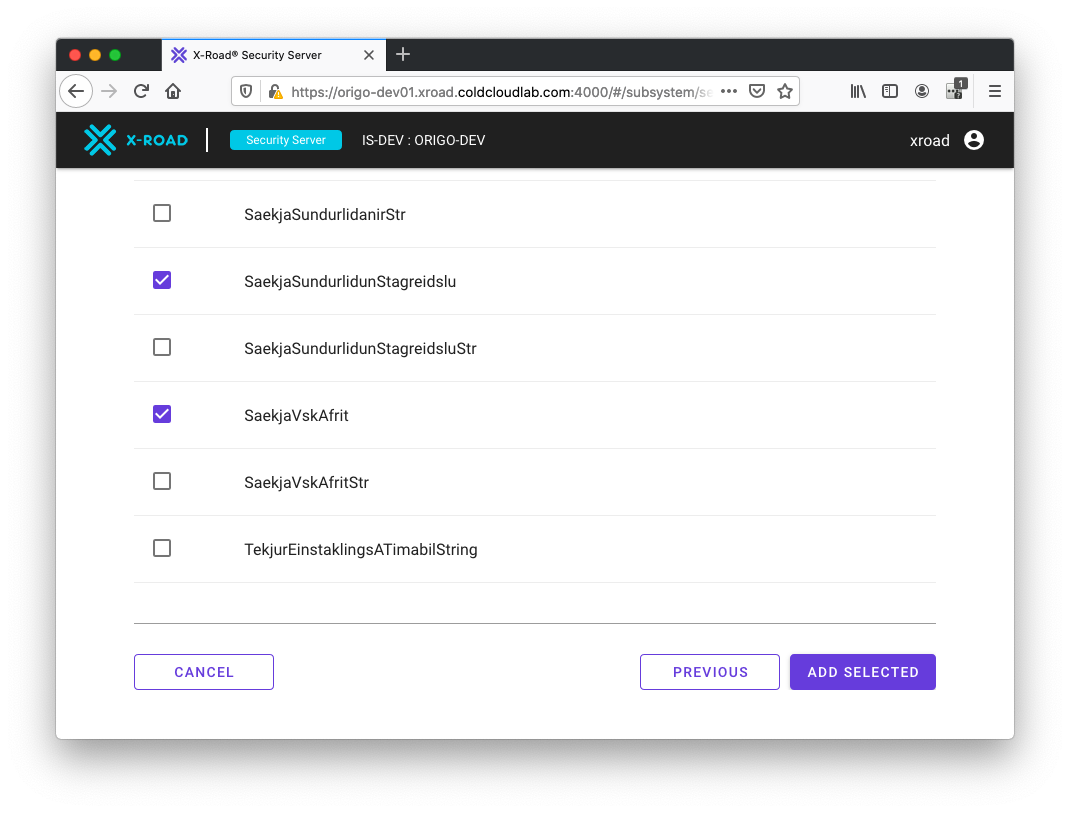 X-Road® Security Server
https://origo-dev01.xroad.coldcloudlab.com:4000/#/subsystem/se
1
X-ROAD
Security Server
IS-DEV : ORIGO-DEV
xroad
SaekjaSundurlidanirStr
SaekjaSundurlidunStagreidslu
SaekjaSundurlidunStagreidsluStr
SaekjaVskAfrit
SaekjaVskAfritStr
TekjurEinstaklingsATimabilString
CANCEL
PREVIOUS
ADD SELECTED